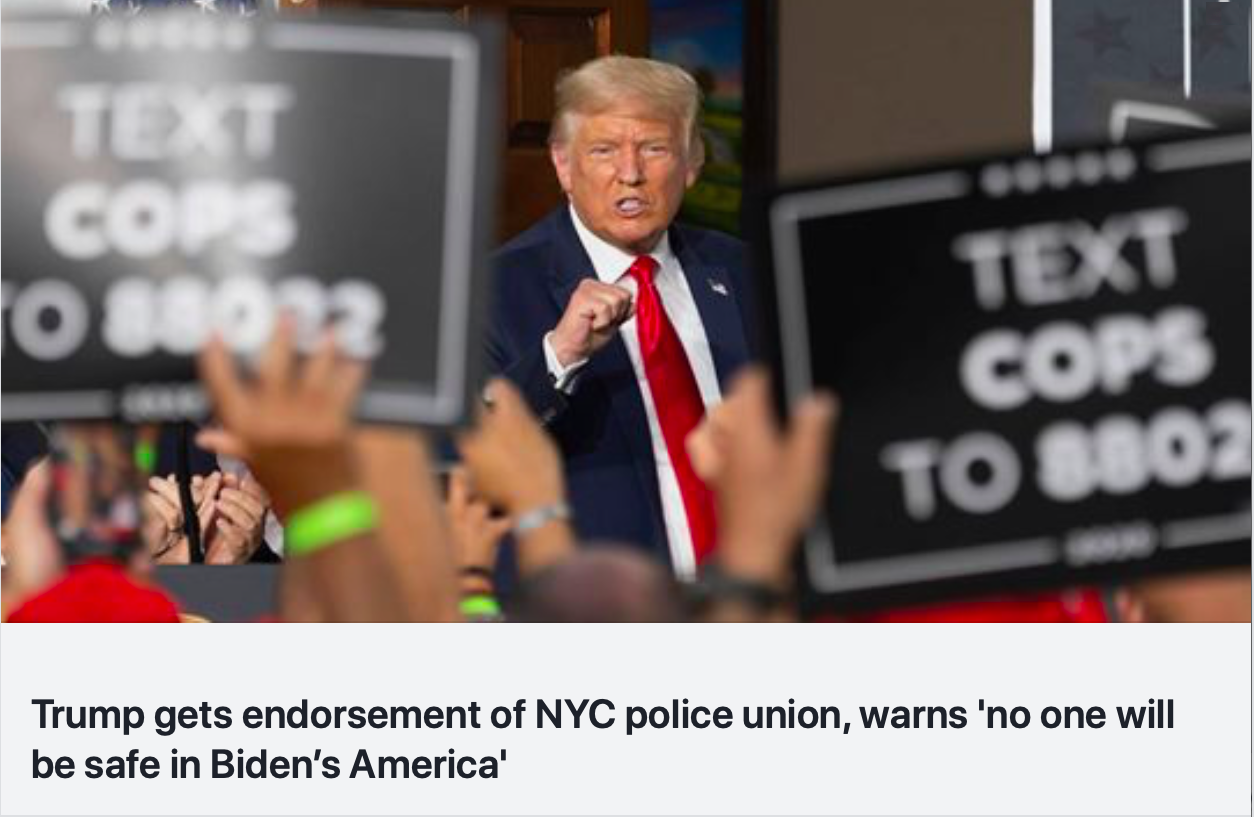 TEXT
COPS
TO 88022
TEXT
COPS
TO 8802
Trump gets endorsement of NYC police union, warns 'no one will
be safe in Biden’s America'